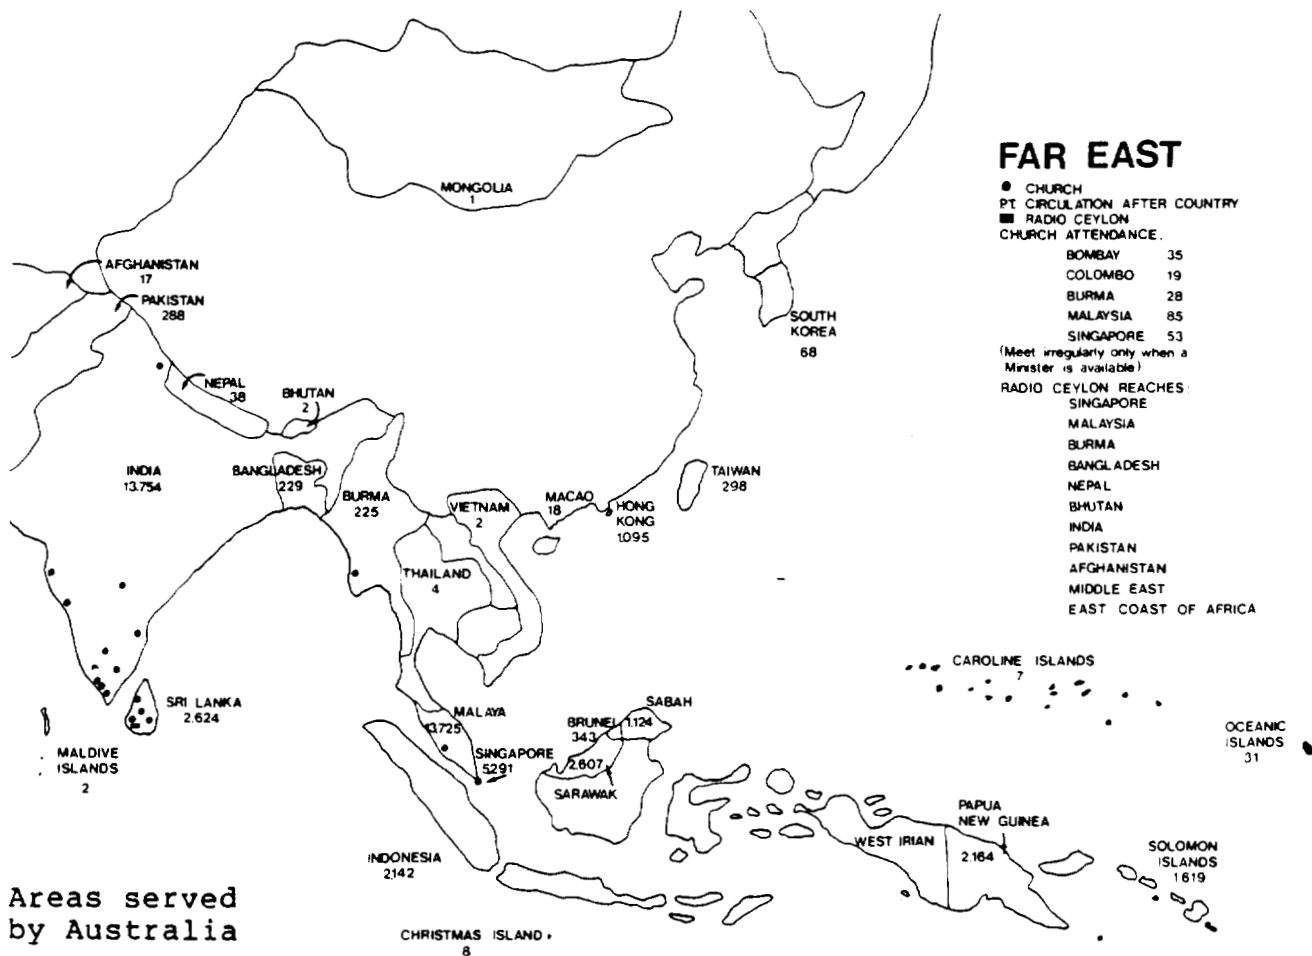 FAR EAST
● CHURCH
PT. CIRCULATION AFTER COUNTRY
■ RADIO CEYLON
CHURCH ATTENDANCE.
BOMBAY 35
COLOMBO 19
BURMA 28
MALAYSIA 85
SINGAPORE 53
(Meet irregularly only when a
Minister is available)
RADIO CEYLON REACHES:
SINGAPORE
MALAYSIA
BURMA
BANGLADESH
NEPAL
BHUTAN
INDIA
PAKISTAN
AFGHANISTAN
MIDDLE EAST
EAST COAST OF AFRICA
MONGOLIA
1
AFGHANISTAN
17
PAKISTAN
288
NEPAL
38
BHUTAN
2
SOUTH
KOREA
68
INDIA
13.754
BANGLADESH
229
BURMA
225
VIETNAM
2
MACAO
18
HONG
KONG
1.095
TAIWAN
298
THAILAND
4
SRI LANKA
2.624
MALDIVE
ISLANDS
2
MALAYA
13.725
SINGAPORE
5.291
SABAH
1.124
BRUNEI
343
2.607
SARAWAK
CAROLINE ISLANDS
7
OCEANIC
ISLANDS
31
INDONESIA
2.142
WEST IRIAN
PAPUA
NEW GUINEA
2.164
SOLOMON
ISLANDS
1.619
CHRISTMAS ISLAND
8
Areas served
by Australia